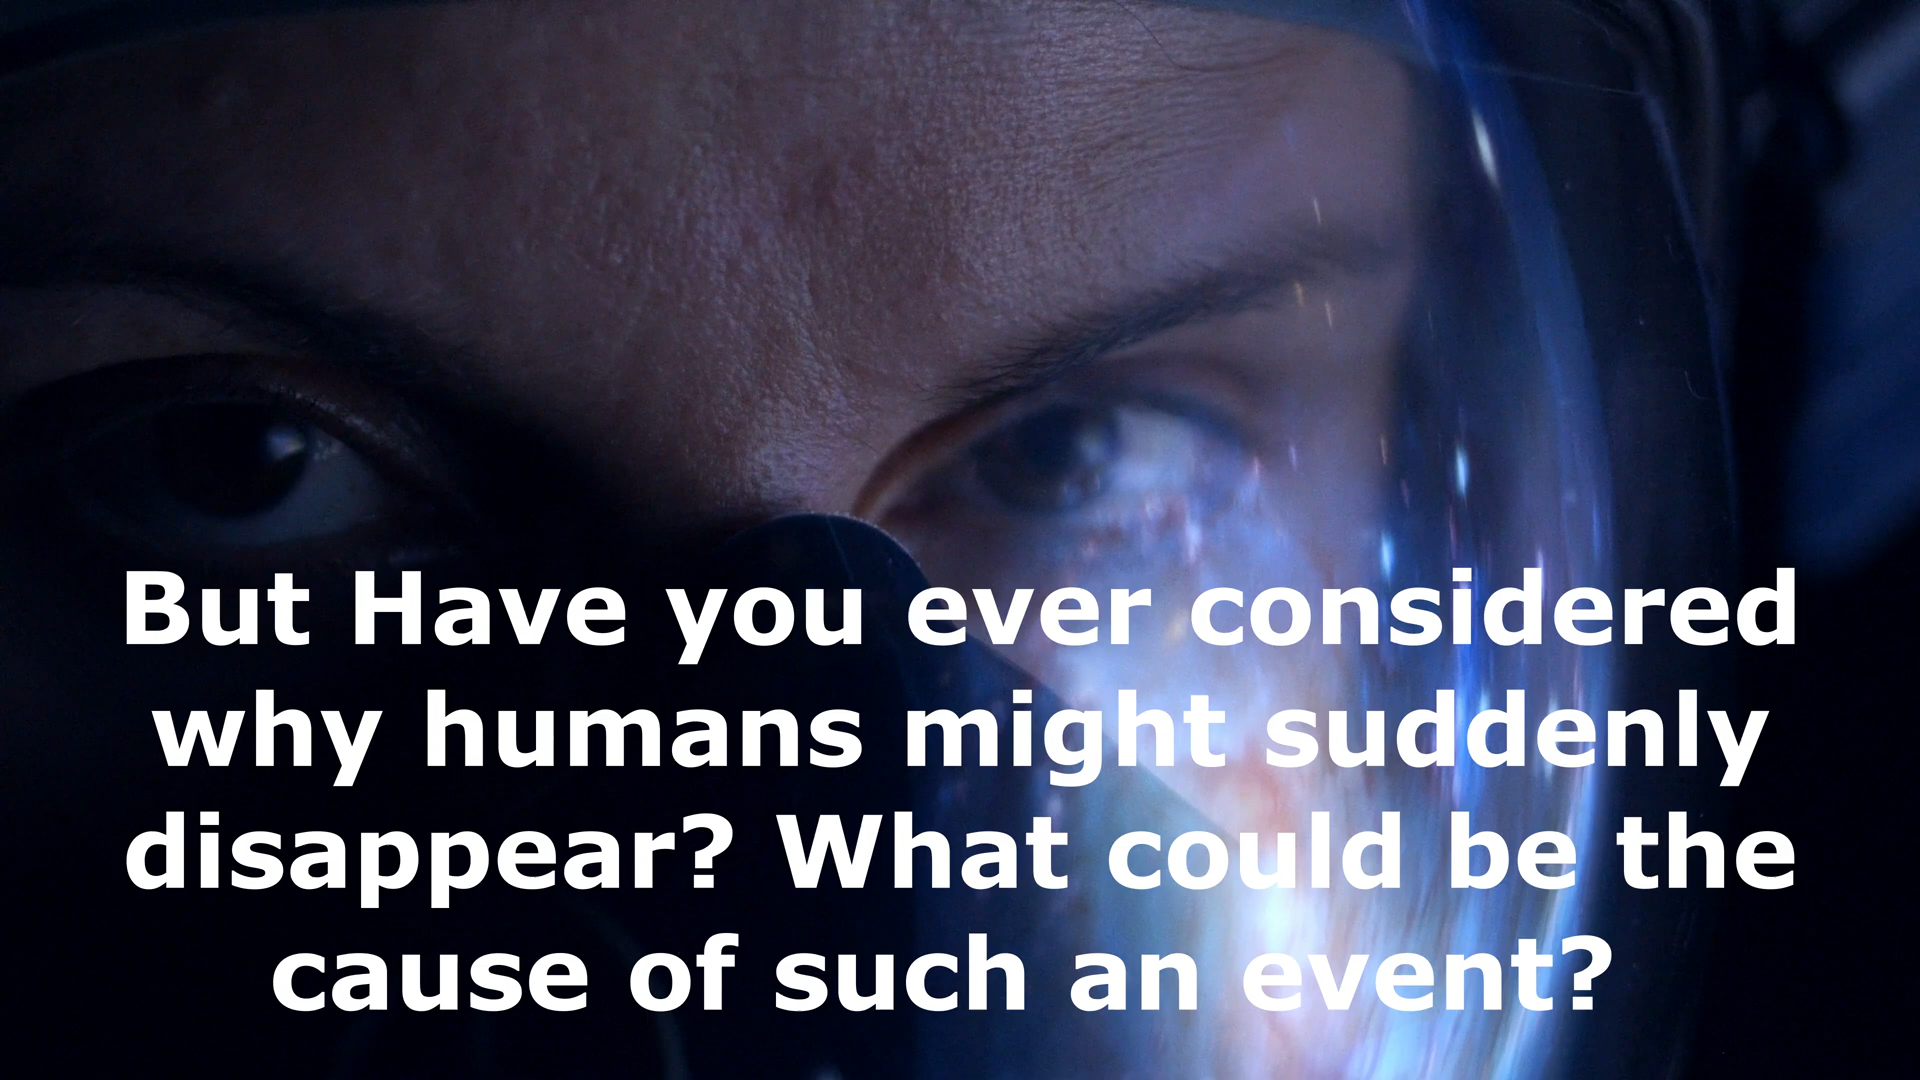 But Have you ever considered
why humans might suddenly
disappear? What could be the
cause of such an event?